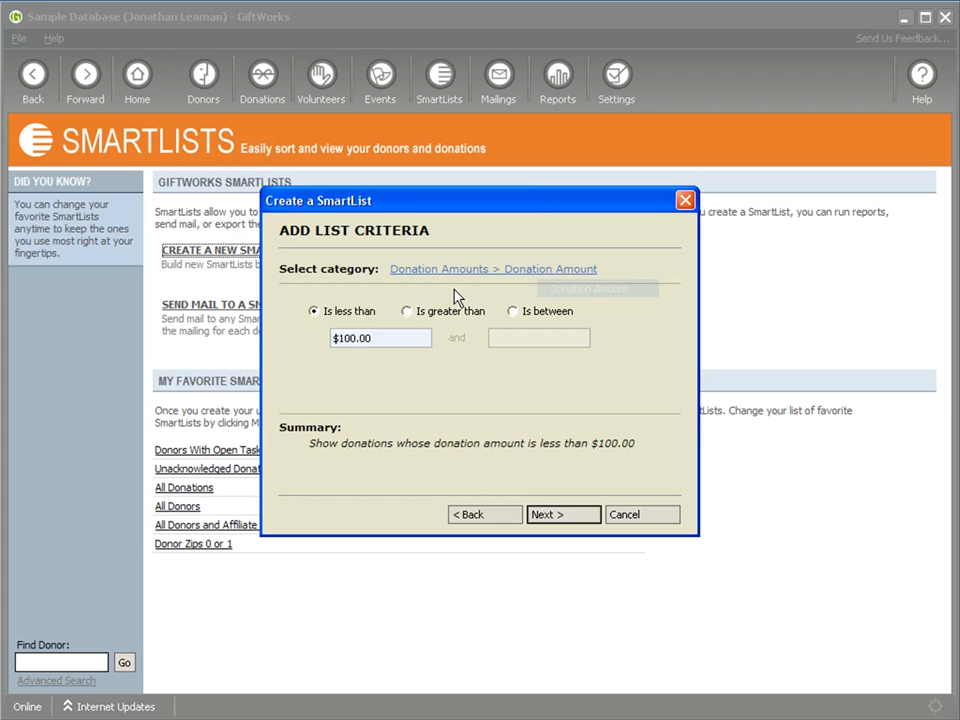 Sample Database (Jonathan Leaman) - GiftWorks
File Help Send Us Feedback...
Back Forward Home Donors Donations Volunteers Events SmartLists Mailings Reports Settings Help
SMARTLISTS Easily sort and view your donors and donations
DID YOU KNOW?
You can change your
favorite SmartLists
anytime to keep the ones
you use most right at your
fingertips.
GIFTWORKS SMARTLISTS
SmartLists allow you to
send mail, or export the
u create a SmartList, you can run reports,
CREATE A NEW SMA
Build new SmartLists b
SEND MAIL TO A SM
Send mail to any Smar
the mailing for each d
MY FAVORITE SMAR
Once you create your u
SmartLists by clicking M
Lists. Change your list of favorite
Donors With Open Task
Unacknowledged Donat
All Donations
All Donors
All Donors and Affiliate
Donor Zips 0 or 1
Create a SmartList
ADD LIST CRITERIA
Select category: Donation Amounts > Donation Amount
Donation Amount
Is less than Is greater than Is between
$100.00 and
Summary:
Show donations whose donation amount is less than $100.00
< Back Next > Cancel
Find Donor:
Go
Advanced Search
Online Internet Updates